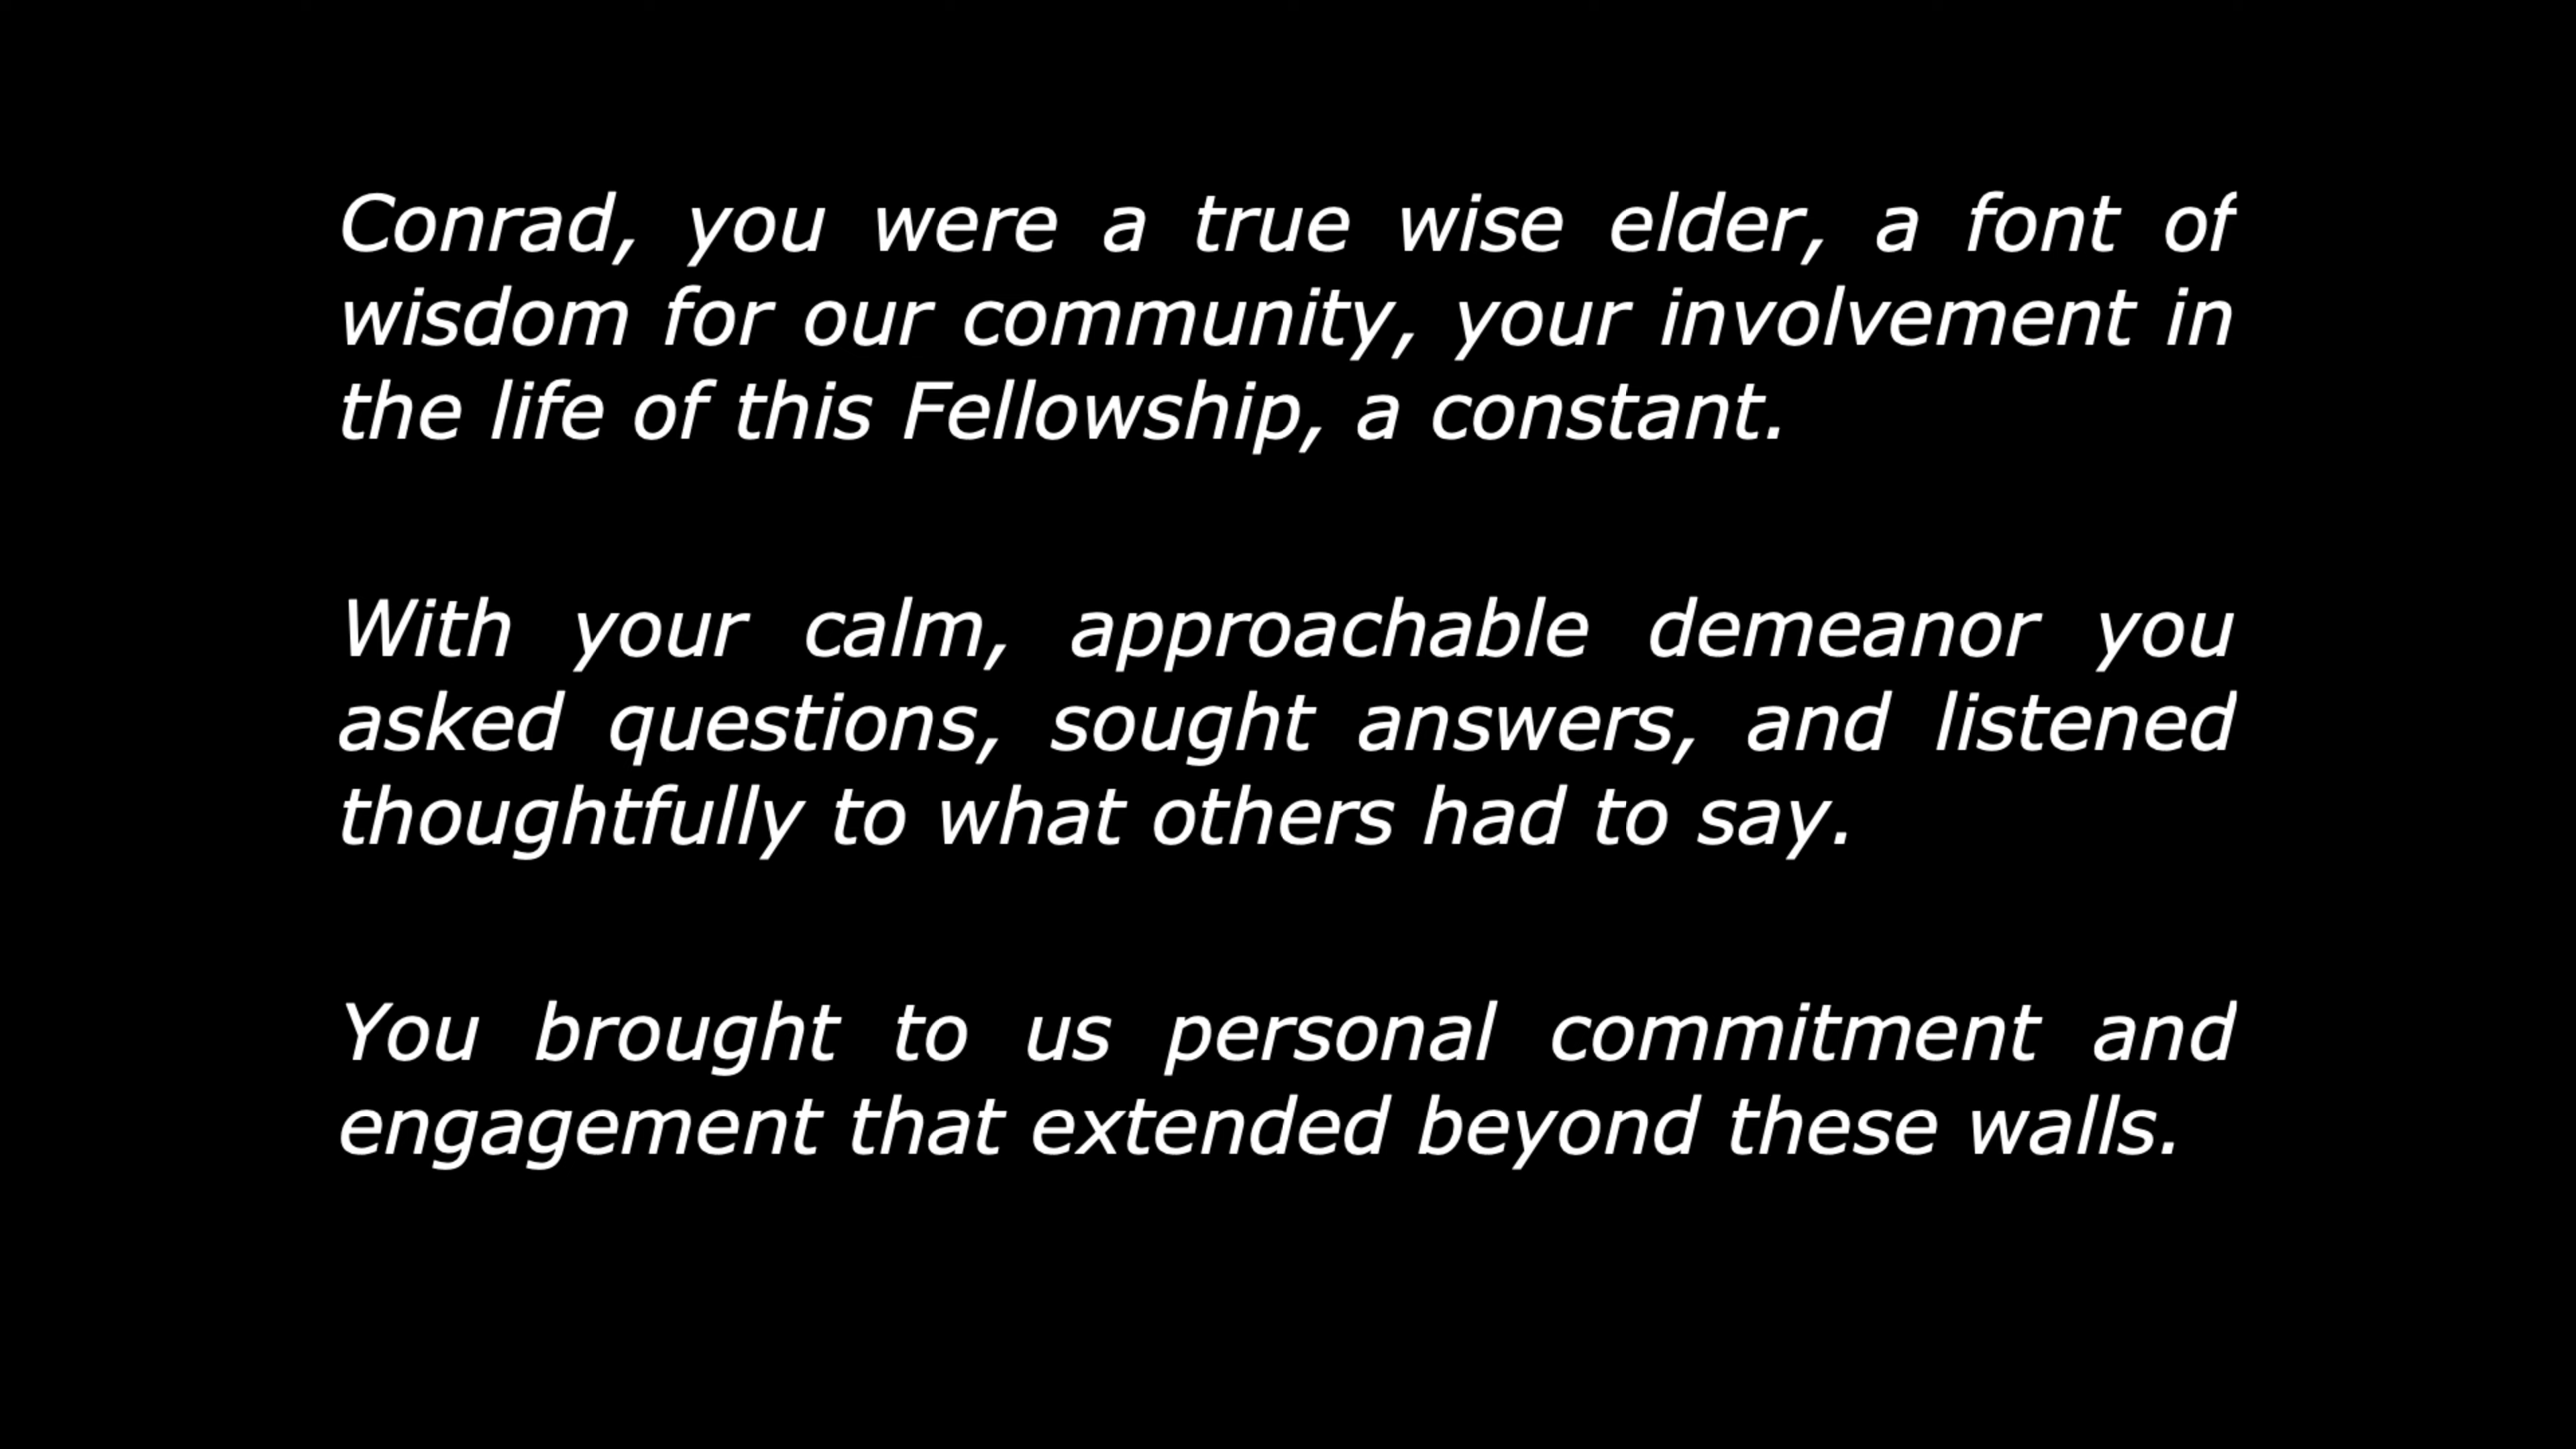 Conrad, you were a true wise elder, a font of
wisdom for our community, your involvement in
the life of this Fellowship, a constant.
With your calm, approachable demeanor you
asked questions, sought answers, and listened
thoughtfully to what others had to say.
You brought to us personal commitment and
engagement that extended beyond these walls.